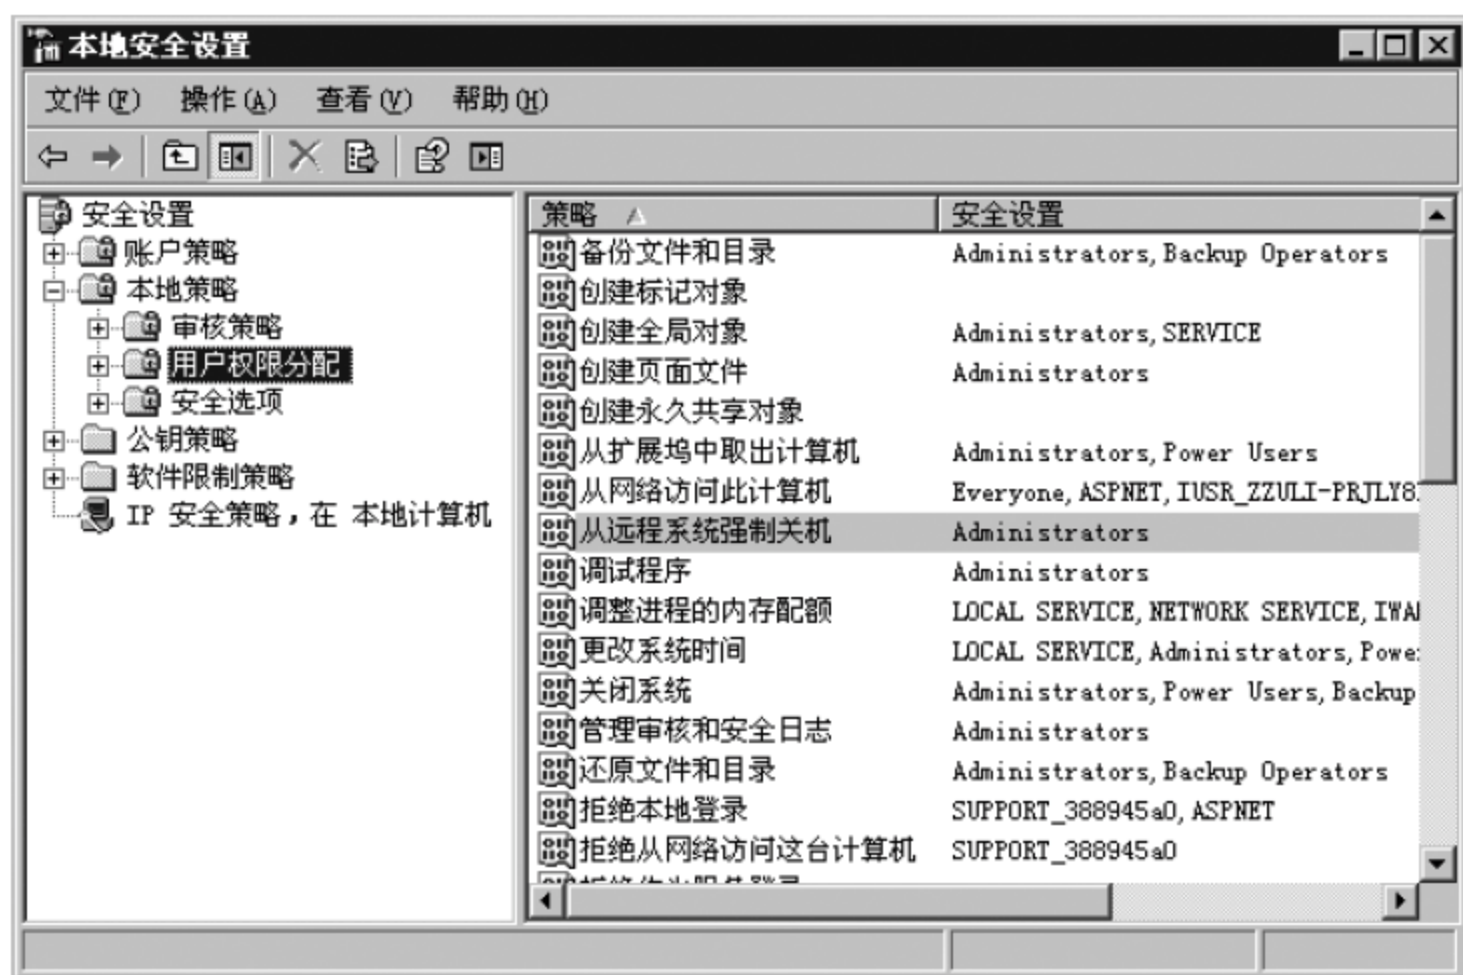 本地安全设置
文件(F) 操作(A) 查看(V) 帮助(H)
安全设置
账户策略
本地策略
审核策略
用户权限分配
安全选项
公钥策略
软件限制策略
IP 安全策略，在 本地计算机
策略 安全设置
备份文件和目录 Administrators,Backup Operators
创建标记对象
创建全局对象 Administrators,SERVICE
创建页面文件 Administrators
创建永久共享对象
从扩展坞中取出计算机 Administrators,Power Users
从网络访问此计算机 Everyone,ASPNET,IUSR_ZZULI-PRJLY8
从远程系统强制关机 Administrators
调试程序 Administrators
调整进程的内存配额 LOCAL SERVICE,NETWORK SERVICE,
更改系统时间 LOCAL SERVICE,Administrators,
关闭系统 Administrators,Power Users,Backup
管理审核和安全日志 Administrators
还原文件和目录 Administrators,Backup Operators
拒绝本地登录 SUPPORT_388945a0,ASPNET
拒绝从网络访问这台计算机 SUPPORT_388945a0